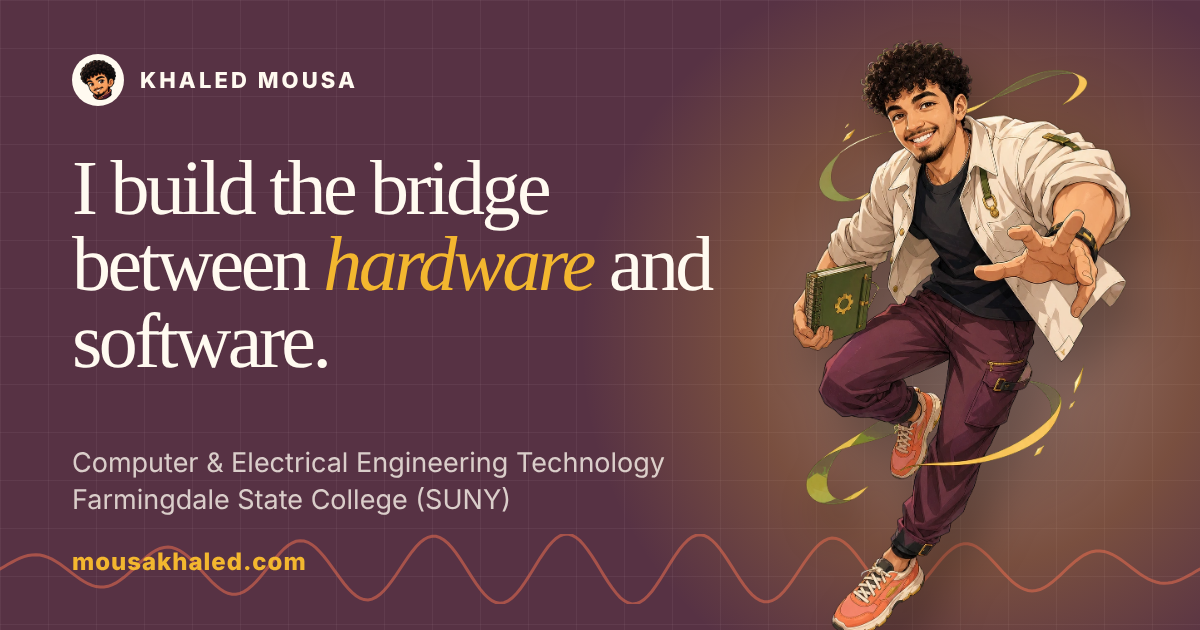 KHALED MOUSA
I build the bridge
between hardware and
software.
Computer & Electrical Engineering Technology
Farmingdale State College (SUNY)
mousakhaled.com